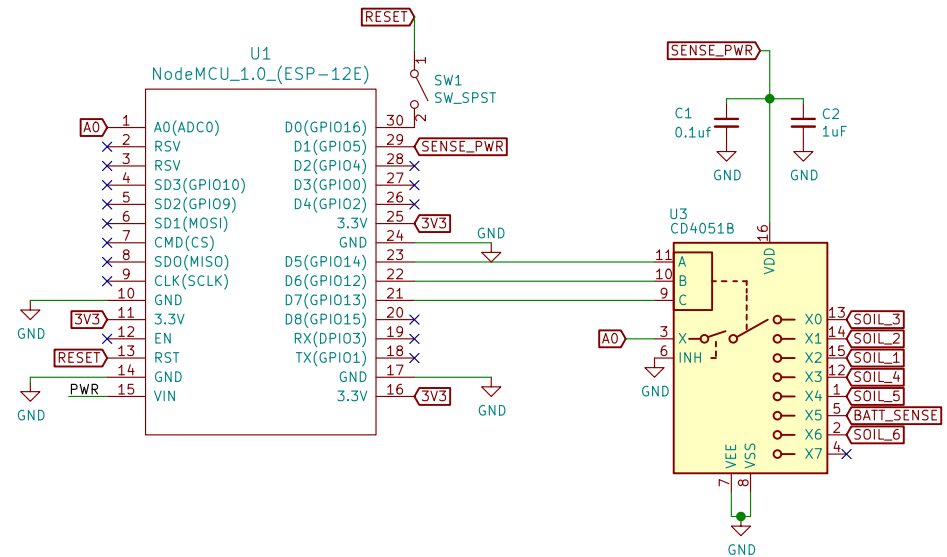 RESET
U1
NodeMCU_1.0_(ESP-12E)
1
SW1
SW_SPST
2
A0 1 A0(ADC0) D0(GPIO16) 30
2 RSV D1(GPIO5) 29 SENSE_PWR
3 RSV D2(GPIO4) 28
4 SD3(GPIO10) D3(GPIO0) 27
5 SD2(GPIO9) D4(GPIO2) 26
6 SD1(MOSI) 3.3V 25 3V3
7 CMD(CS) GND 24 GND
8 SDO(MISO) D5(GPIO14) 23
9 CLK(SCLK) D6(GPIO12) 22
10 GND D7(GPIO13) 21
GND
3V3 11 3.3V D8(GPIO15) 20
12 EN RX(DPIO3) 19
RESET 13 RST TX(GPIO1) 18
14 GND GND 17
GND
GND
PWR 15 VIN 3.3V 16 3V3
SENSE_PWR
C1
0.1uf
GND
C2
1uF
GND
U3
CD4051B
16
VDD
11 A
10 B
9 C
A0 3 X
6 INH
GND
X0 13 SOIL_3
X1 14 SOIL_2
X2 15 SOIL_1
X3 12 SOIL_4
X4 1 SOIL_5
X5 5 BATT_SENSE
X6 2 SOIL_6
X7 4
VEE VSS
7 8
GND